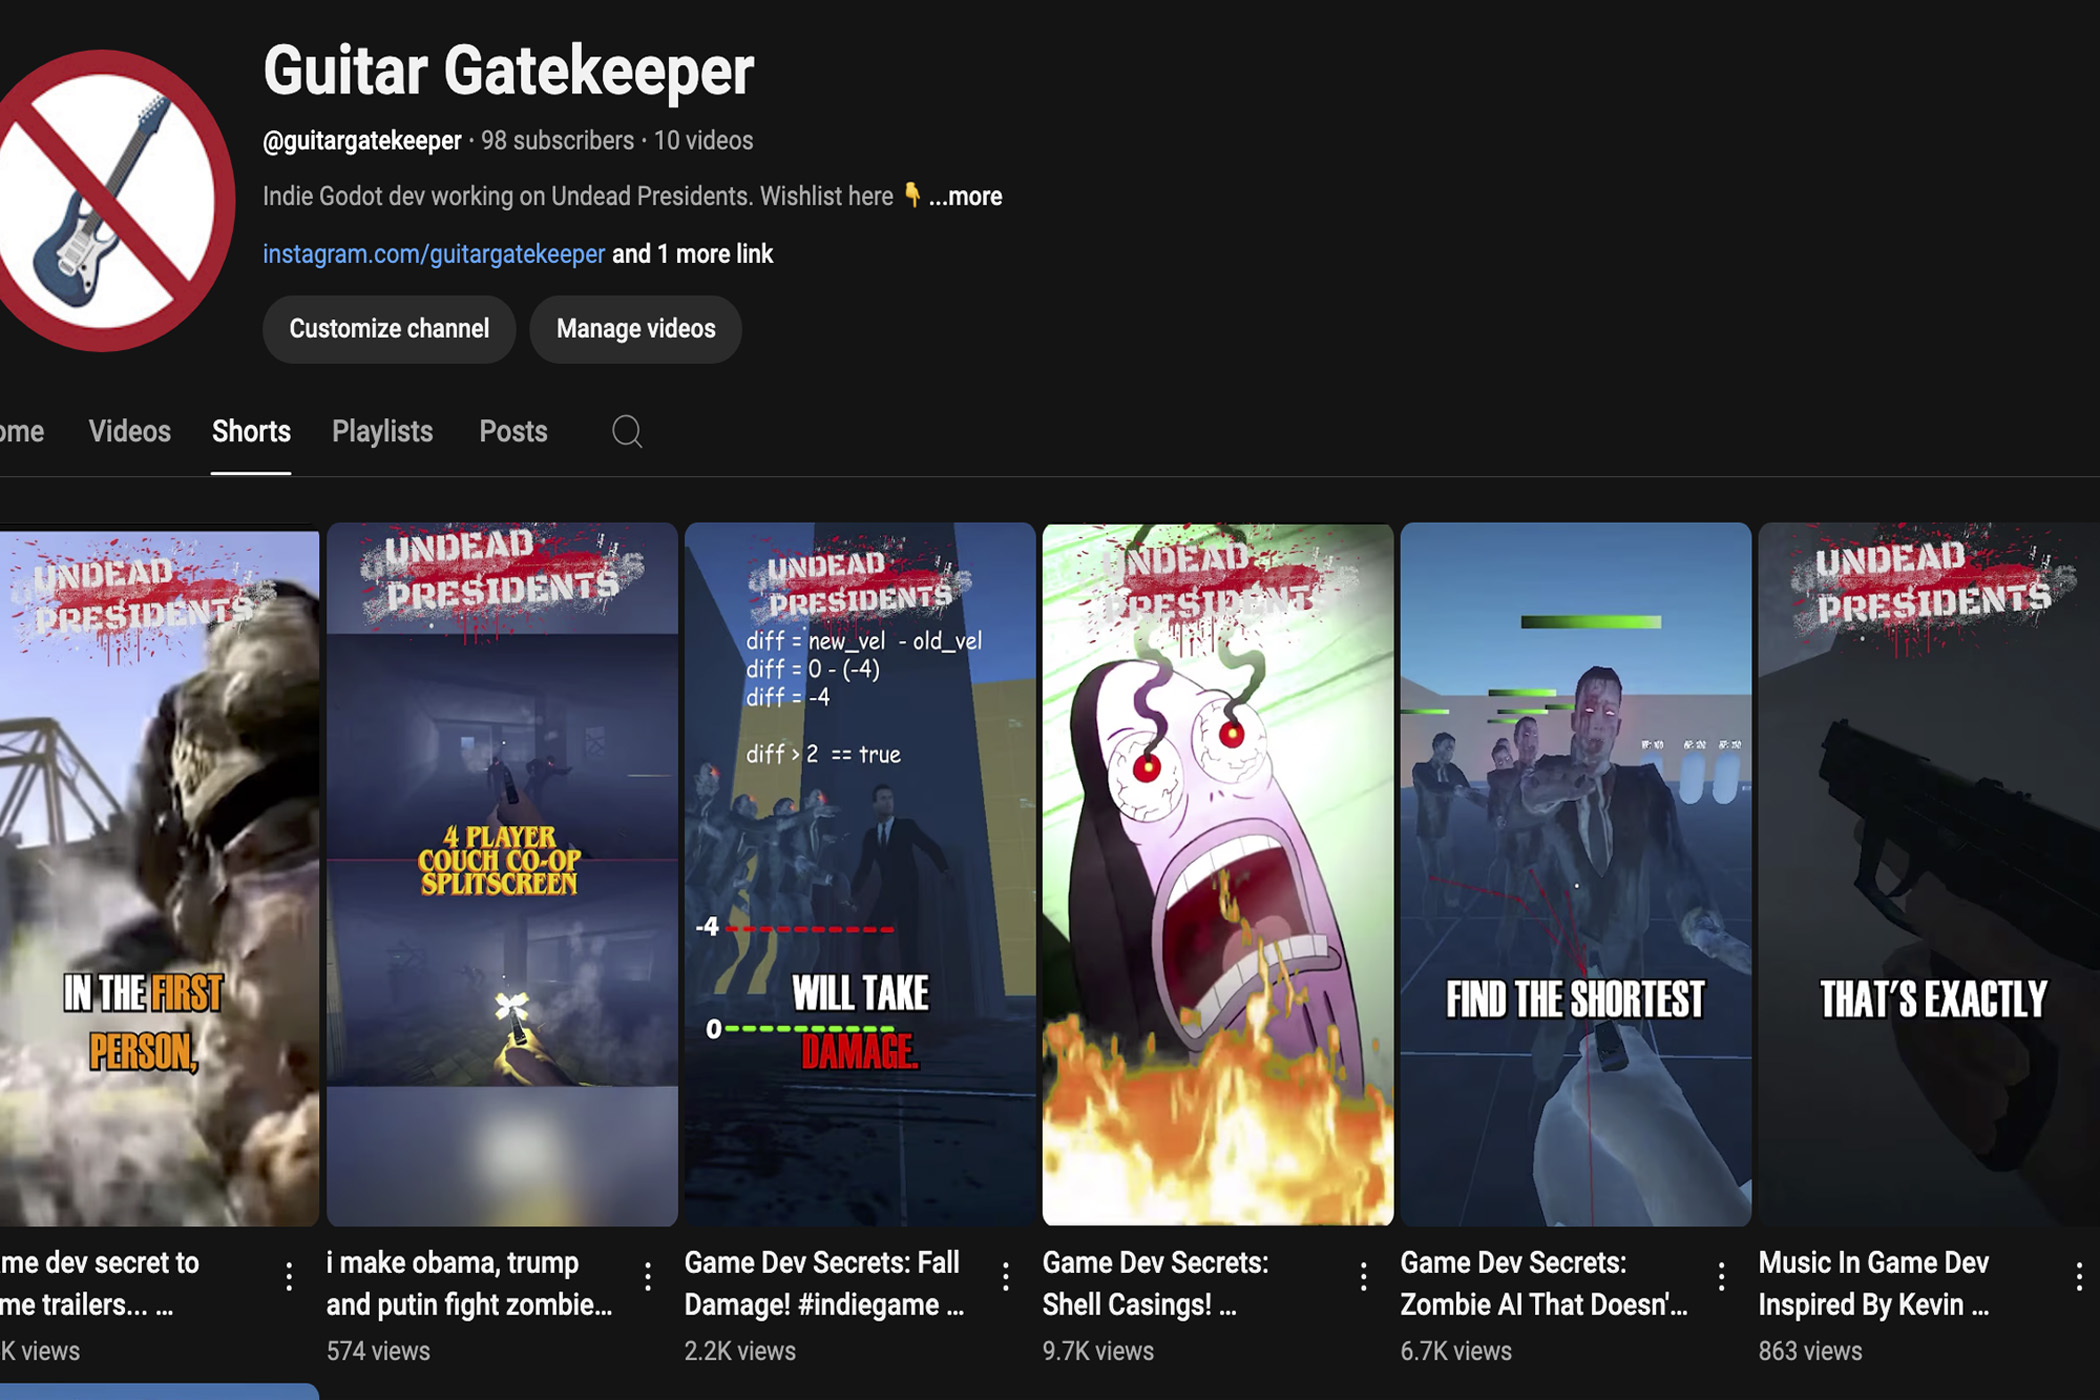 Guitar Gatekeeper
@guitargatekeeper · 98 subscribers · 10 videos
Indie Godot dev working on Undead Presidents. Wishlist here 👇 ...more
instagram.com/guitargatekeeper and 1 more link
Customize channel
Manage videos
ome
Videos
Shorts
Playlists
Posts
UNDEAD
PRESIDENTS
IN THE FIRST
PERSON,
me dev secret to
me trailers... ...
K views
UNDEAD
PRESIDENTS
4 PLAYER
COUCH CO-OP
SPLITSCREEN
i make obama, trump
and putin fight zombie...
574 views
UNDEAD
PRESIDENTS
diff = new_vel - old_vel
diff = 0 - (-4)
diff = -4
diff > 2 == true
-4
WILL TAKE
0
DAMAGE.
Game Dev Secrets: Fall
Damage! #indiegame ...
2.2K views
UNDEAD
PRESIDENTS
Game Dev Secrets:
Shell Casings! ...
9.7K views
FIND THE SHORTEST
Game Dev Secrets:
Zombie AI That Doesn'...
6.7K views
UNDEAD
PRESIDENTS
THAT'S EXACTLY
Music In Game Dev
Inspired By Kevin ...
863 views